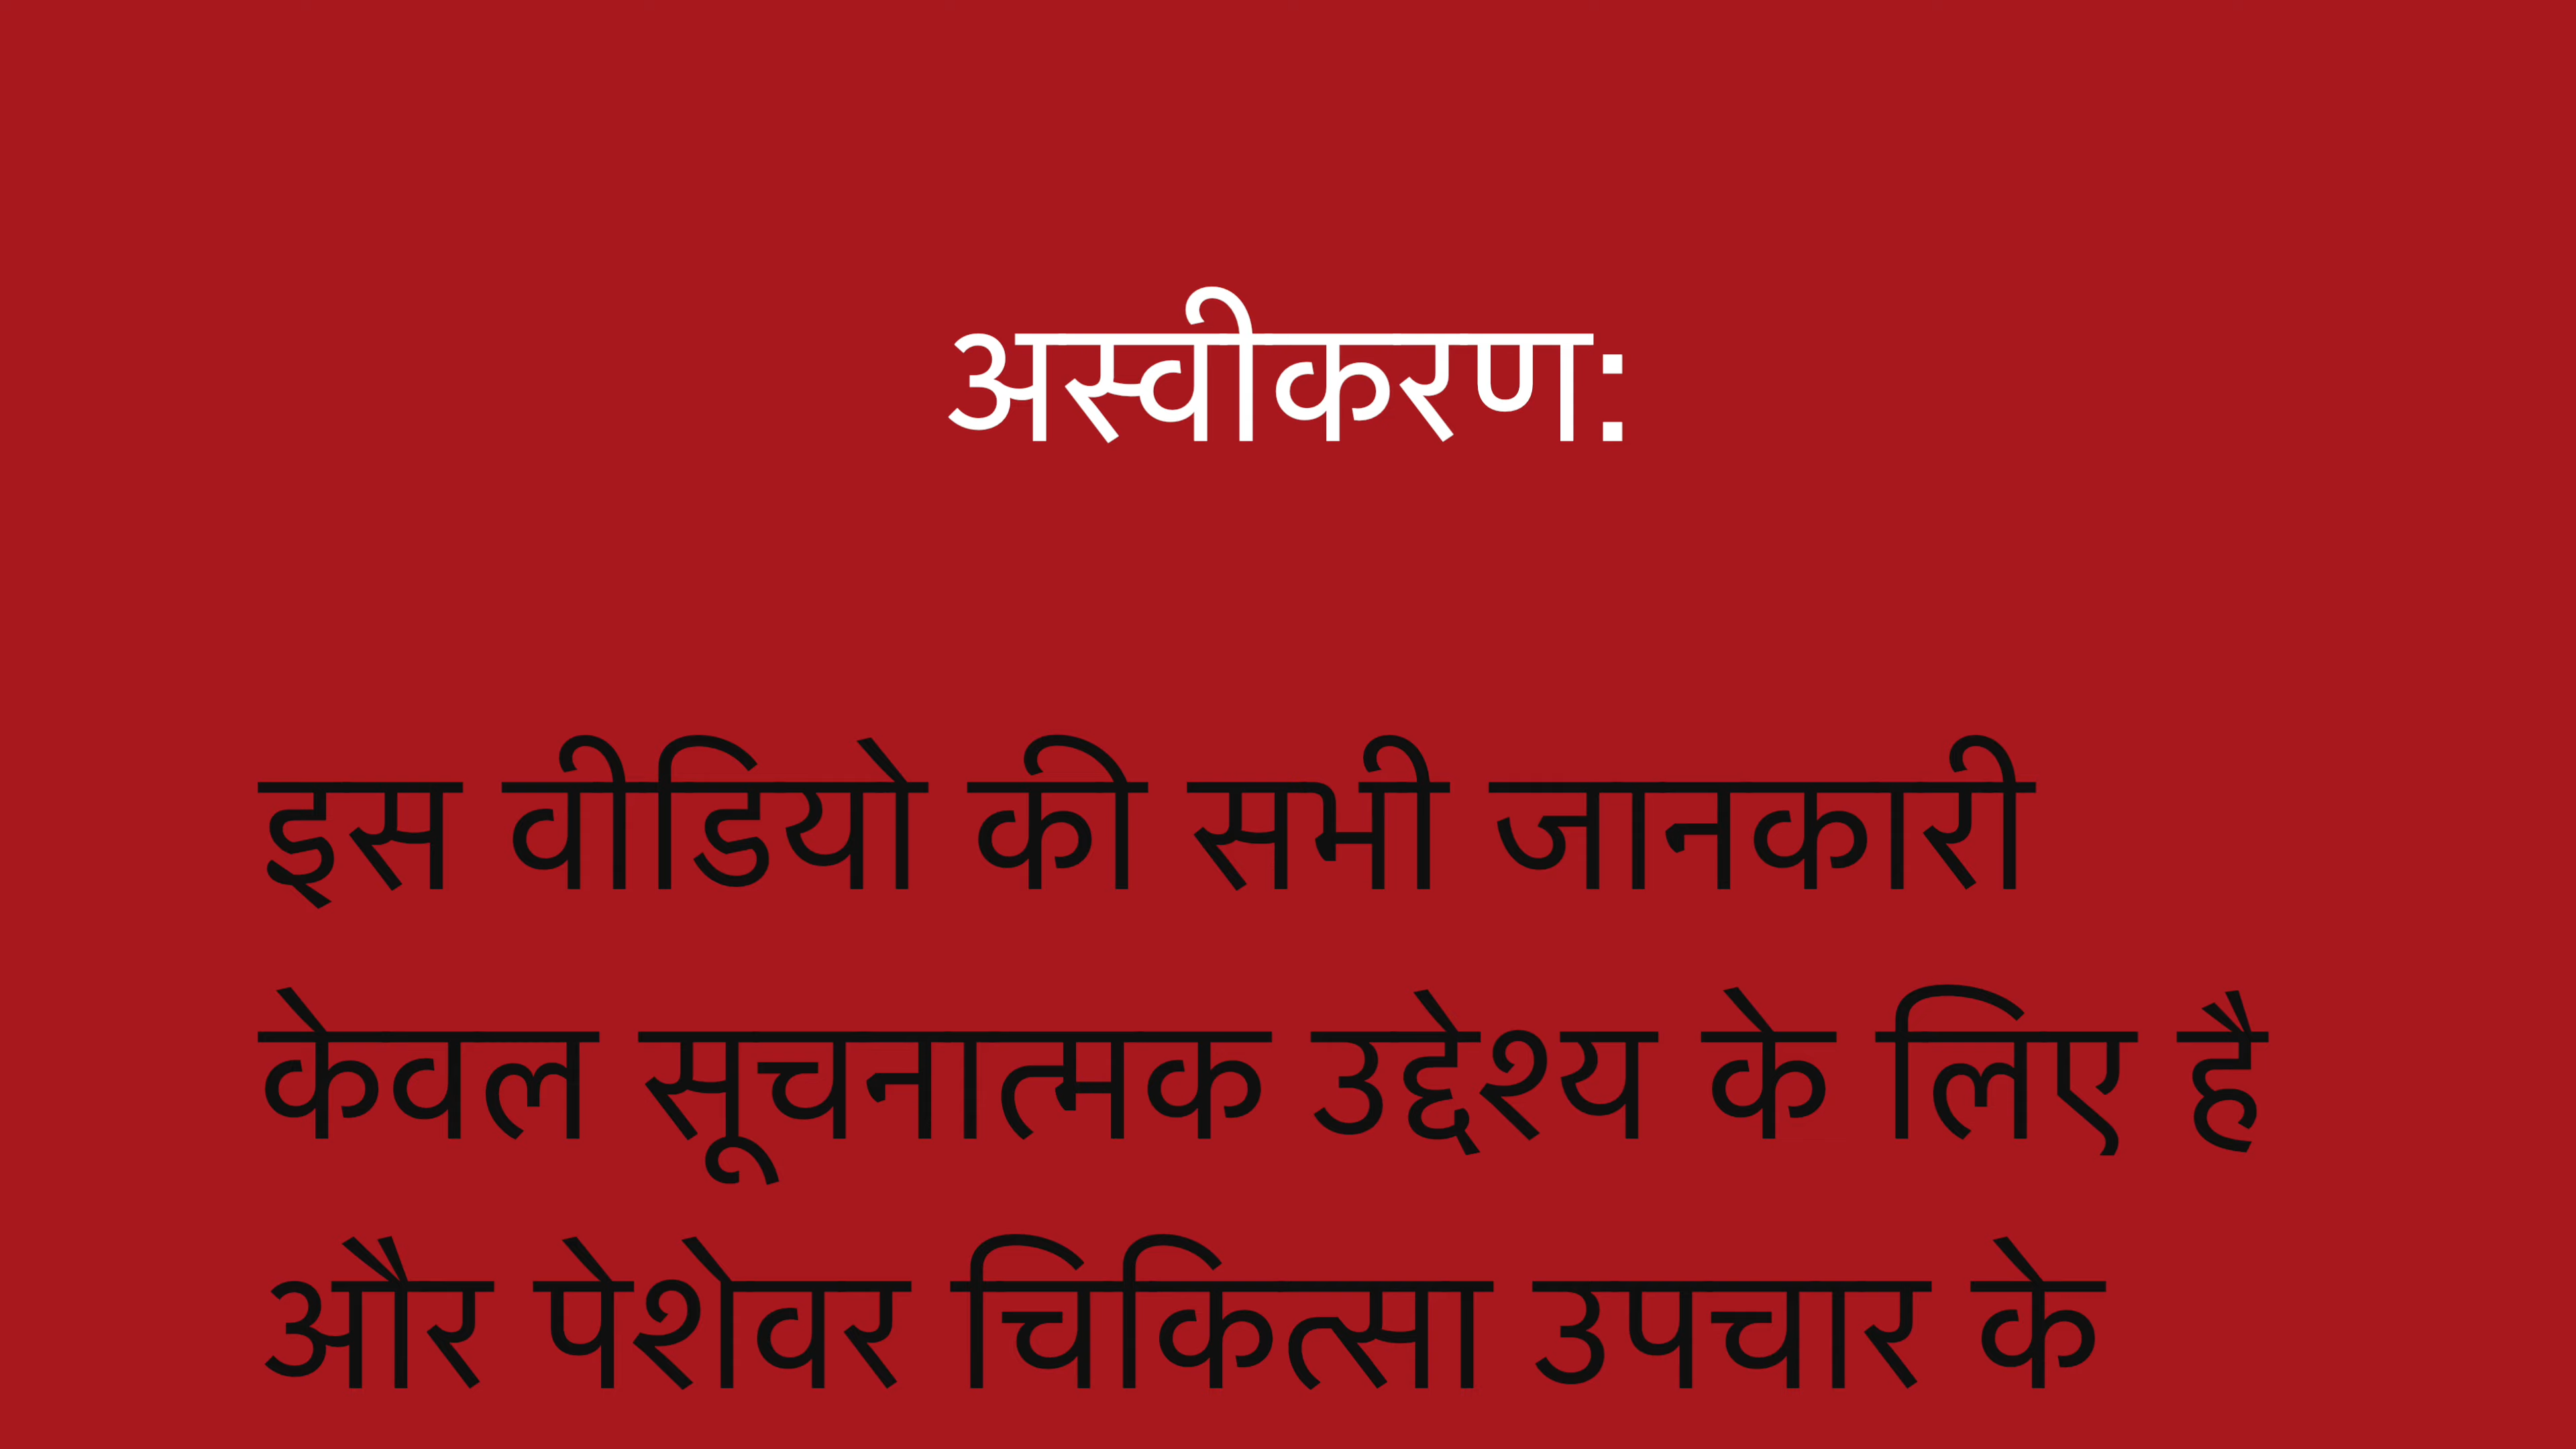 अस्वीकरण:
इस वीडियो की सभी जानकारी
केवल सूचनात्मक उद्देश्य के लिए है
और पेशेवर चिकित्सा उपचार के